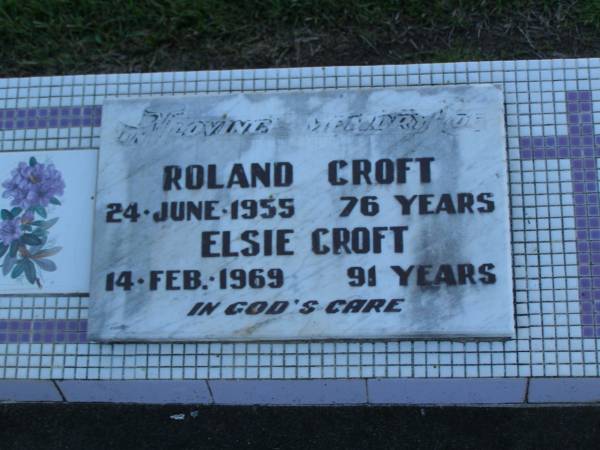 IN LOVING MEMORY OF
ROLAND CROFT
24·JUNE·1955 76 YEARS
ELSIE CROFT
14·FEB.·1969 91 YEARS
IN GOD'S CARE